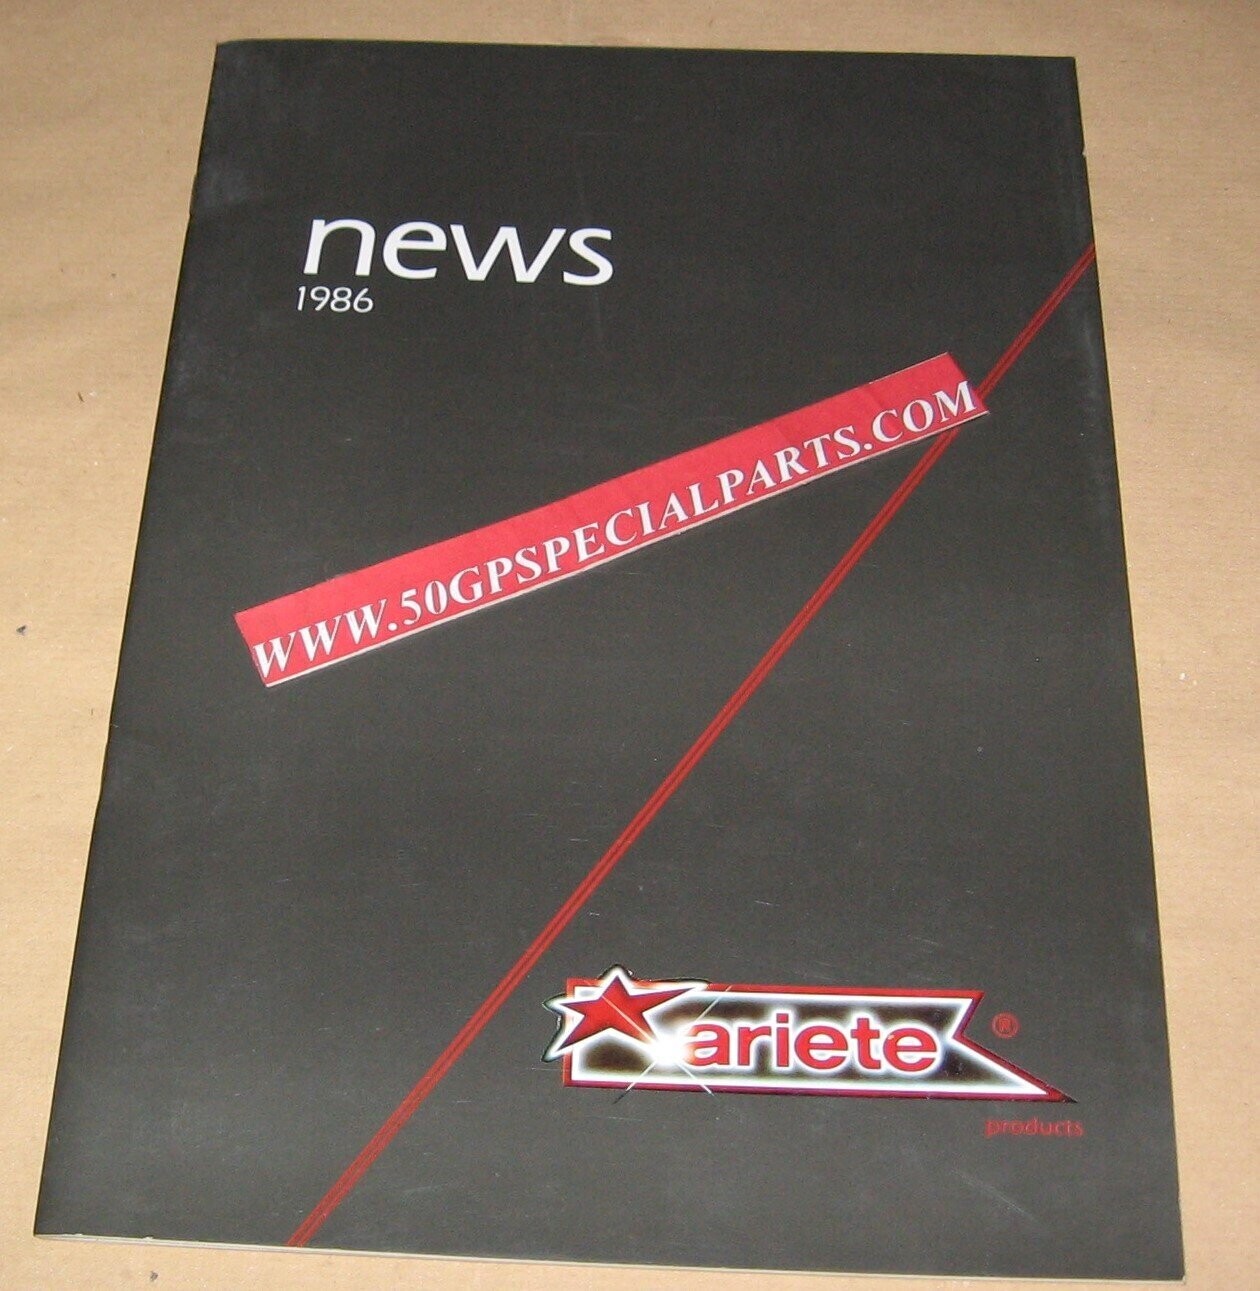 news
1986
WWW.50GPSPECIALPARTS.COM
ariete ®
products